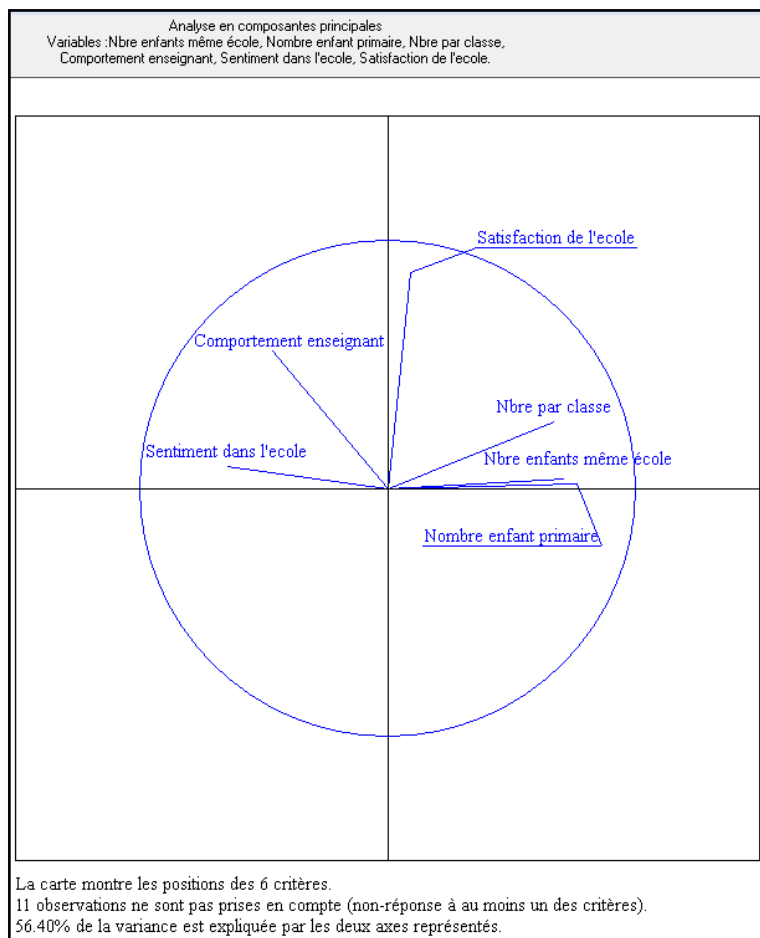 Analyse en composantes principales
Variables :Nbre enfants même école, Nombre enfant primaire, Nbre par classe,
Comportement enseignant, Sentiment dans l'ecole, Satisfaction de l'ecole.
Satisfaction de l'ecole
Comportement enseignant
Nbre par classe
Sentiment dans l'ecole
Nbre enfants même école
Nombre enfant primaire
La carte montre les positions des 6 critères.
11 observations ne sont pas prises en compte (non-réponse à au moins un des critères).
56.40% de la variance est expliquée par les deux axes représentés.